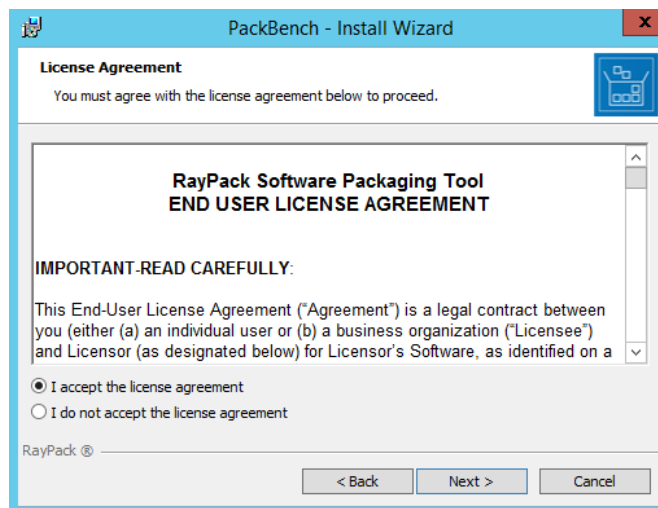 PackBench - Install Wizard
x
License Agreement
You must agree with the license agreement below to proceed.
RayPack Software Packaging Tool
END USER LICENSE AGREEMENT
IMPORTANT-READ CAREFULLY:
This End-User License Agreement (“Agreement”) is a legal contract between
you (either (a) an individual user or (b) a business organization (“Licensee”)
and Licensor (as designated below) for Licensor's Software, as identified on a
I accept the license agreement
I do not accept the license agreement
RayPack ®
< Back Next > Cancel